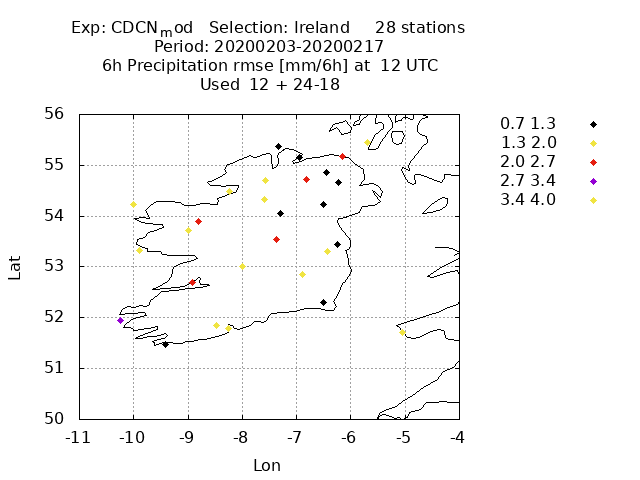 Exp: CDCN_mod   Selection: Ireland     28 stations
Period: 20200203-20200217
6h Precipitation rmse [mm/6h] at  12 UTC
Used  12 + 24-18
0.7 1.3
1.3 2.0
2.0 2.7
2.7 3.4
3.4 4.0
56
55
54
53
52
51
50
Lat
-11 -10 -9 -8 -7 -6 -5 -4
Lon